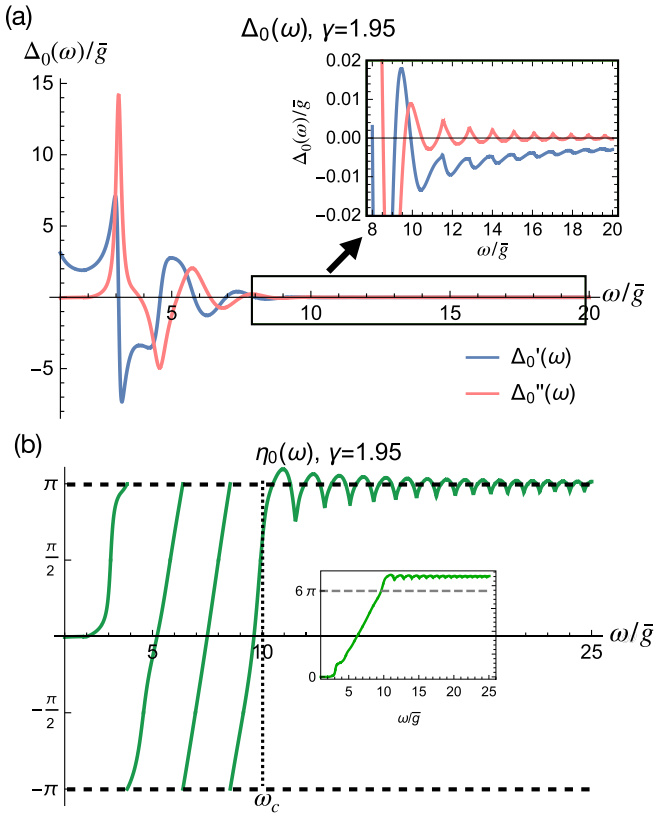 (a)
Δ₀(ω), γ=1.95
Δ₀(ω)/ḡ
15
10
5
-5
5
10
15
20
ω/ḡ
Δ₀(ω)/ḡ
0.02
0.01
0.00
-0.01
-0.02
8 10 12 14 16 18 20
ω/ḡ
Δ₀'(ω)
Δ₀''(ω)
(b)
η₀(ω), γ=1.95
π
π/2
-π/2
-π
5
10
25
ω/ḡ
ω_c
6π
0
5 10 15 20 25
ω/ḡ